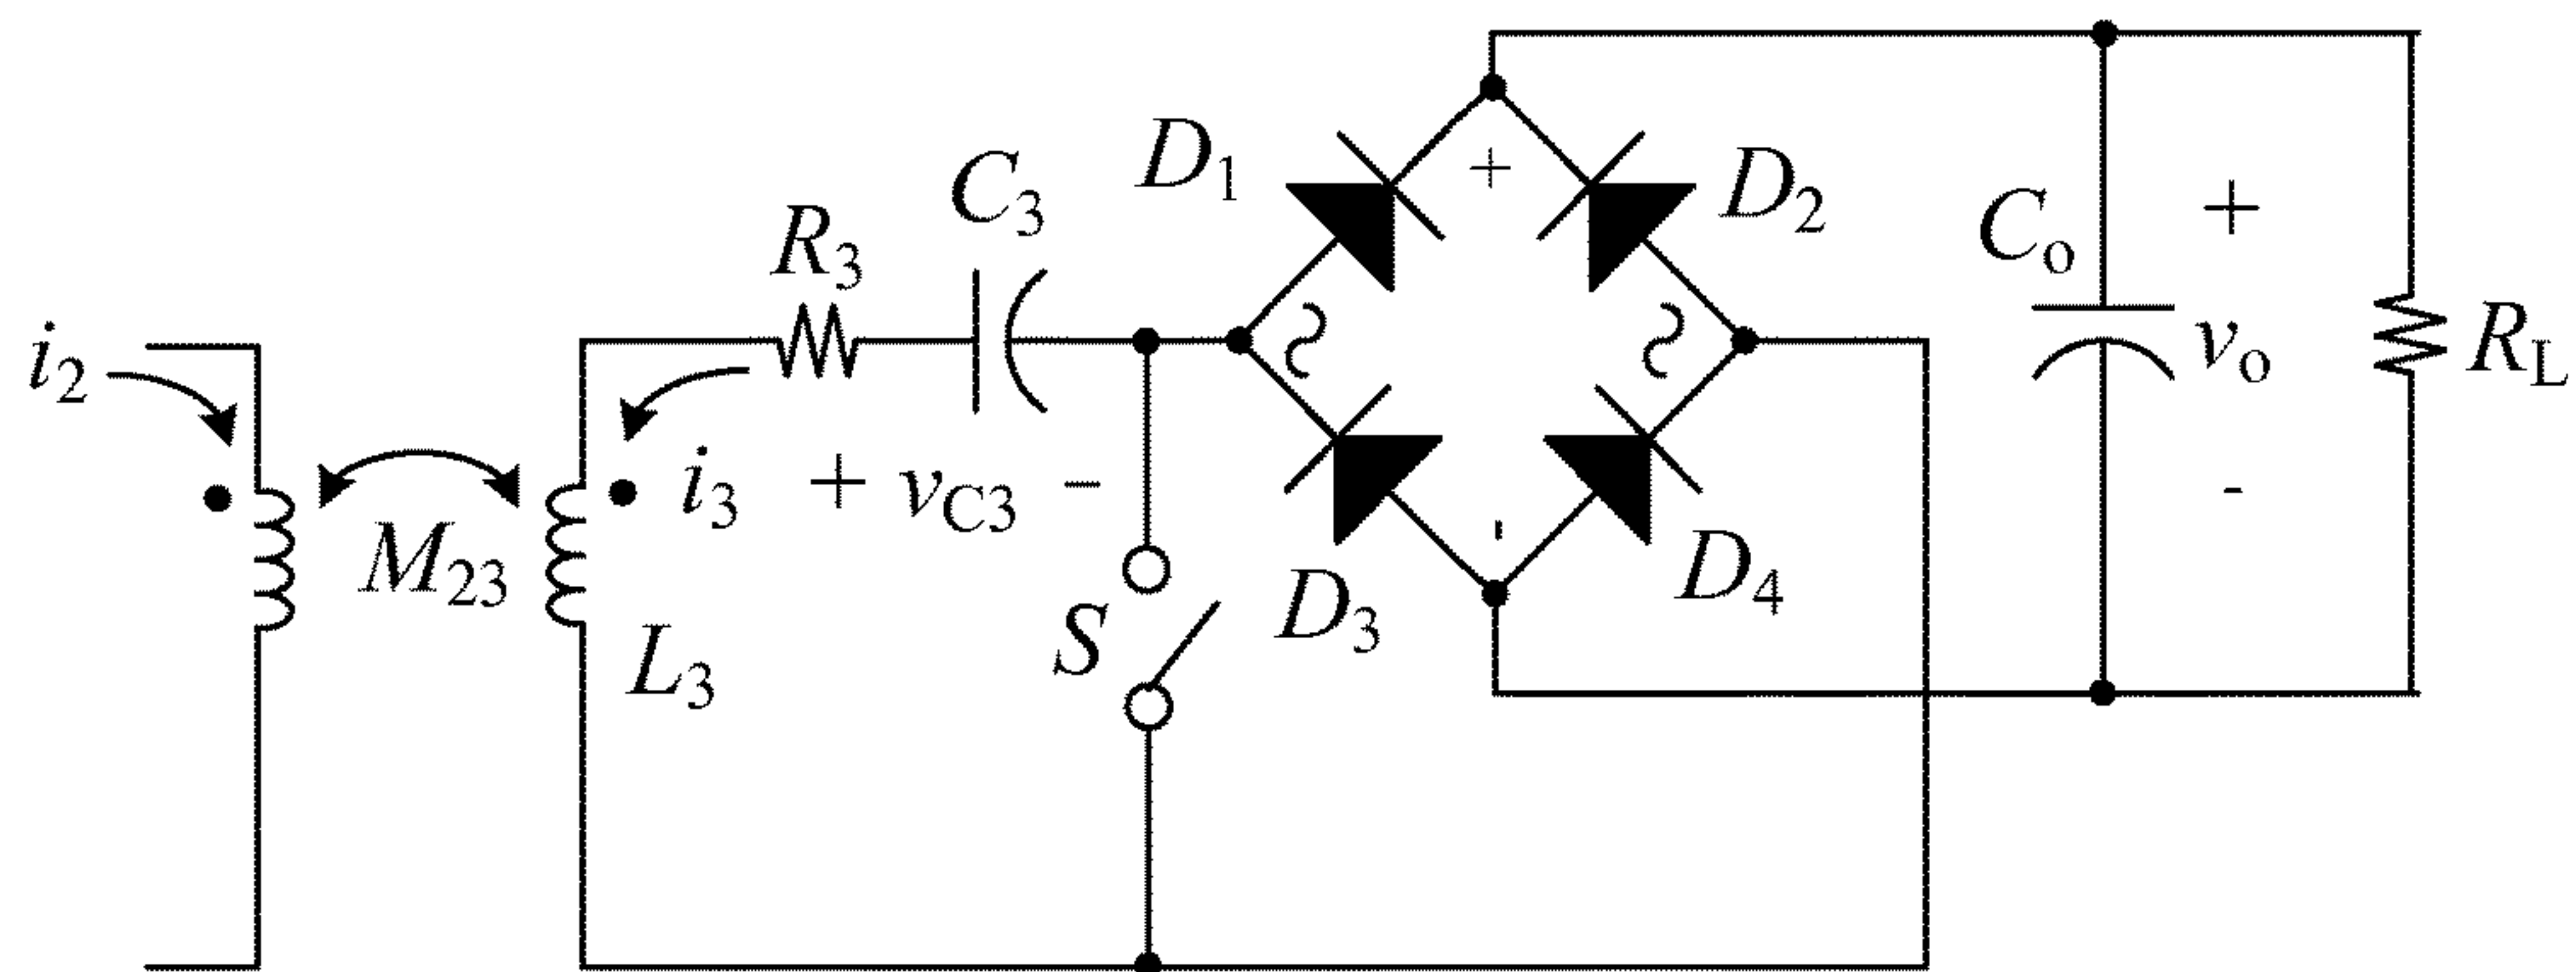 D1
+
D2
C3
R3
Co
+
i2
vo
RL
i3
+ vC3 -
M23
-
-
D4
S
D3
L3